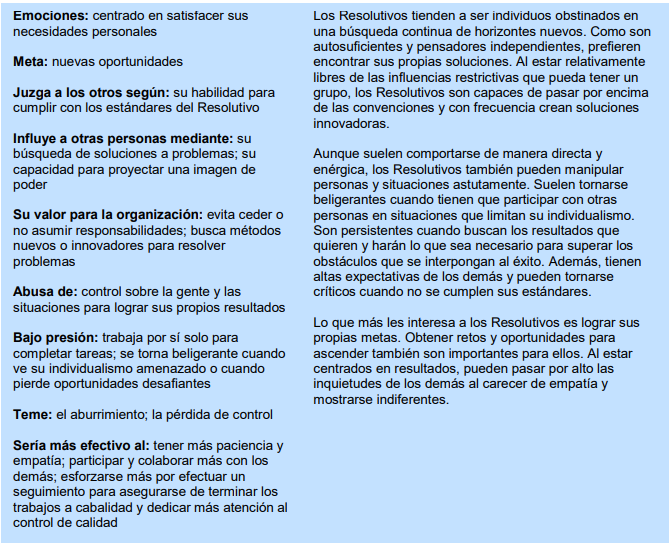 Emociones: centrado en satisfacer sus
necesidades personales
Meta: nuevas oportunidades
Juzga a los otros según: su habilidad para
cumplir con los estándares del Resolutivo
Influye a otras personas mediante: su
búsqueda de soluciones a problemas; su
capacidad para proyectar una imagen de
poder
Su valor para la organización: evita ceder o
no asumir responsabilidades; busca métodos
nuevos o innovadores para resolver
problemas
Abusa de: control sobre la gente y las
situaciones para lograr sus propios resultados
Bajo presión: trabaja por sí solo para
completar tareas; se torna beligerante cuando
ve su individualismo amenazado o cuando
pierde oportunidades desafiantes
Teme: el aburrimiento; la pérdida de control
Sería más efectivo al: tener más paciencia y
empatía; participar y colaborar más con los
demás; esforzarse más por efectuar un
seguimiento para asegurarse de terminar los
trabajos a cabalidad y dedicar más atención al
control de calidad
Los Resolutivos tienden a ser individuos obstinados en
una búsqueda continua de horizontes nuevos. Como son
autosuficientes y pensadores independientes, prefieren
encontrar sus propias soluciones. Al estar relativamente
libres de las influencias restrictivas que pueda tener un
grupo, los Resolutivos son capaces de pasar por encima
de las convenciones y con frecuencia crean soluciones
innovadoras.
Aunque suelen comportarse de manera directa y
enérgica, los Resolutivos también pueden manipular
personas y situaciones astutamente. Suelen tornarse
beligerantes cuando tienen que participar con otras
personas en situaciones que limitan su individualismo.
Son persistentes cuando buscan los resultados que
quieren y harán lo que sea necesario para superar los
obstáculos que se interpongan al éxito. Además, tienen
altas expectativas de los demás y pueden tornarse
críticos cuando no se cumplen sus estándares.
Lo que más les interesa a los Resolutivos es lograr sus
propias metas. Obtener retos y oportunidades para
ascender también son importantes para ellos. Al estar
centrados en resultados, pueden pasar por alto las
inquietudes de los demás al carecer de empatía y
mostrarse indiferentes.